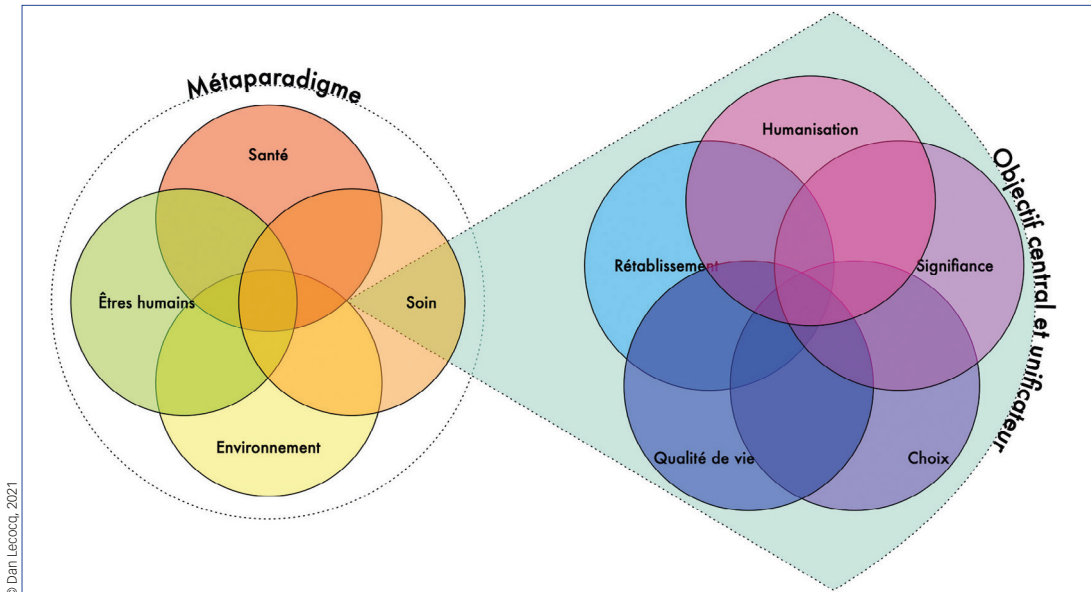 Métaparadigme
Santé
Êtres humains
Soin
Environnement
Humanisation
Rétablissement
Signifiance
Qualité de vie
Choix
Objectif central et unificateur
© Dan Lecocq, 2021